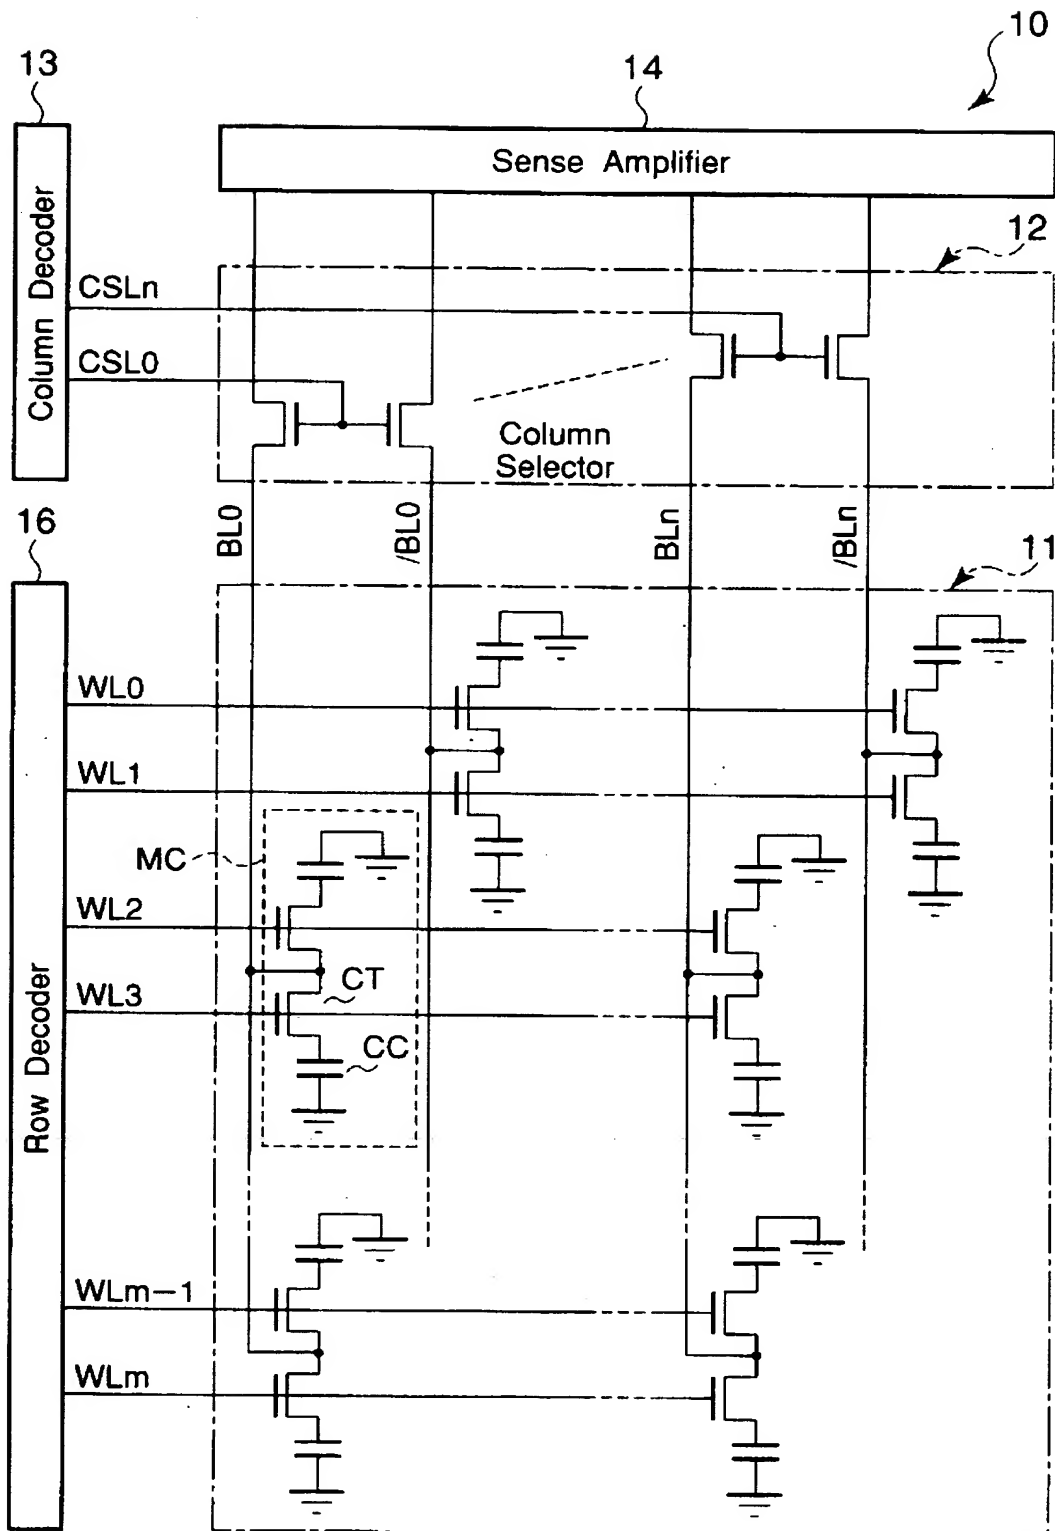 10
13
14
Sense Amplifier
Column Decoder
12
CSLn
CSL0
Column
Selector
16
BL0
/BL0
BLn
/BLn
11
Row Decoder
WL0
WL1
MC
WL2
CT
WL3
CC
WLm-1
WLm